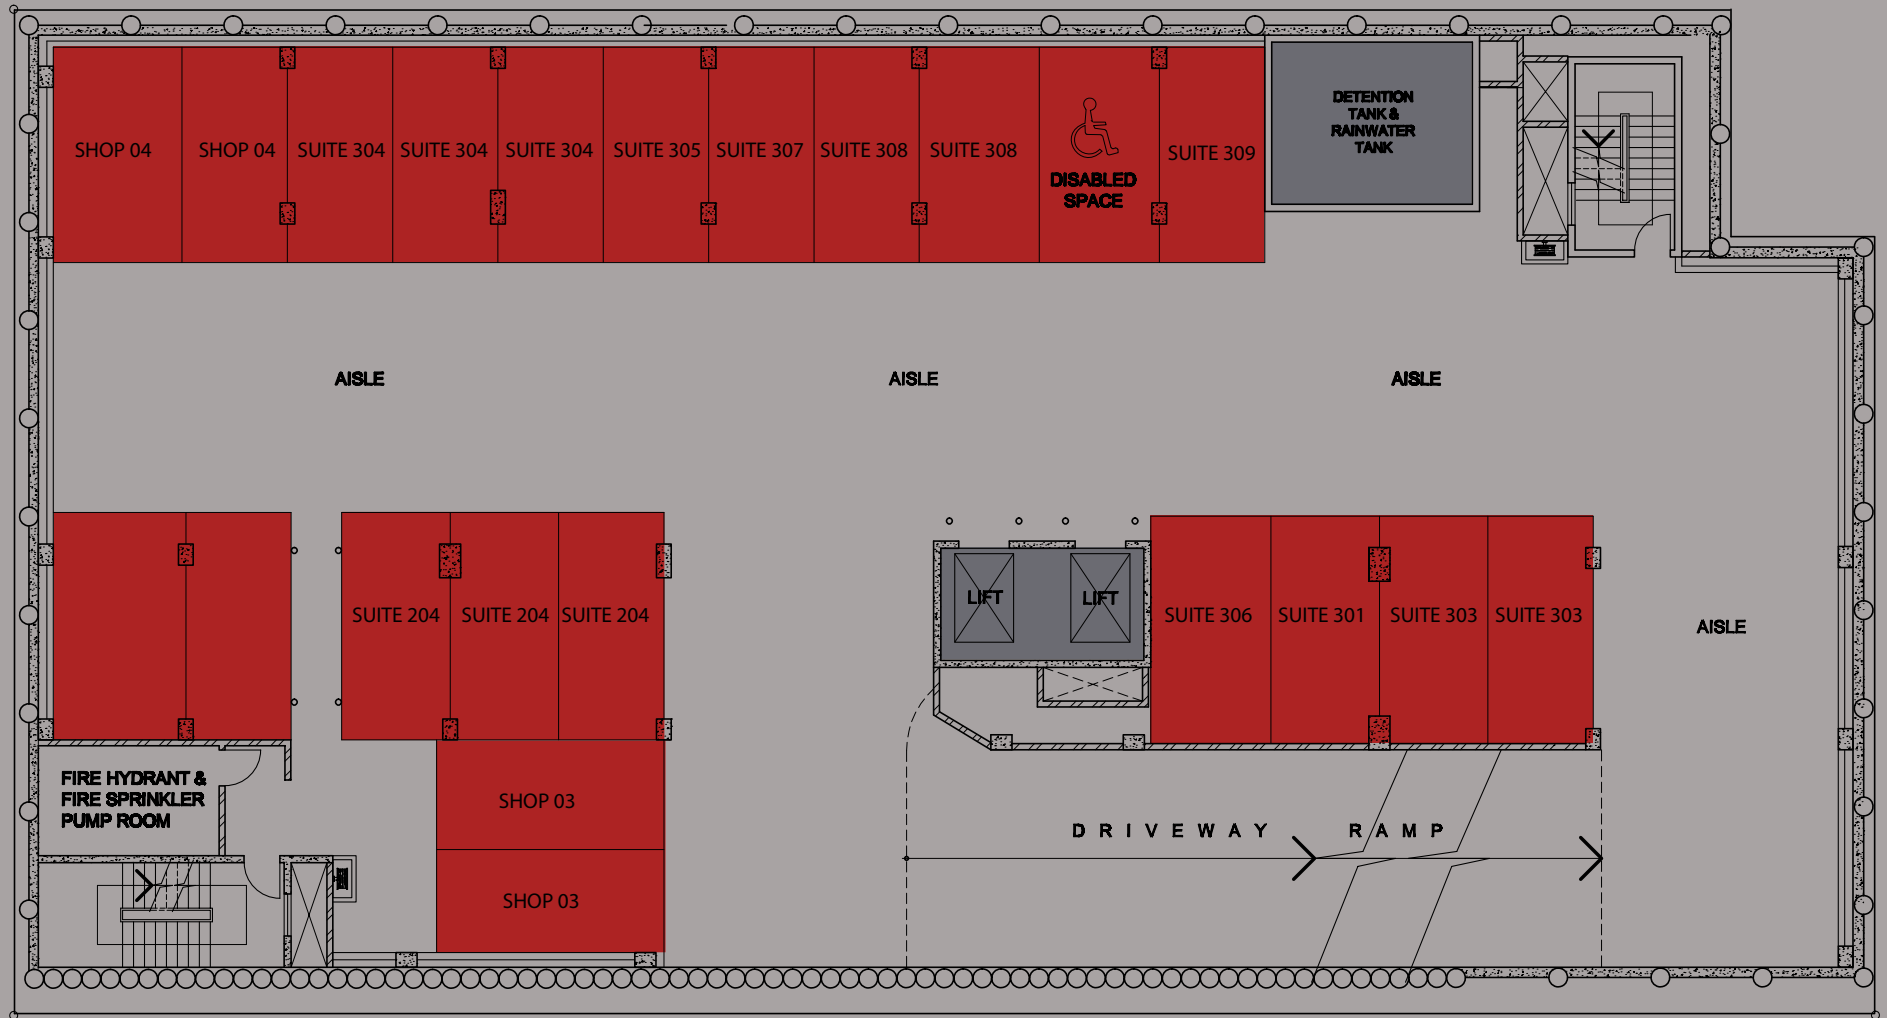 SHOP 04
SHOP 04
SUITE 304
SUITE 304
SUITE 304
SUITE 305
SUITE 307
SUITE 308
SUITE 308
DISABLED
SPACE
SUITE 309
DETENTION
TANK &
RAINWATER
TANK
AISLE
AISLE
AISLE
SUITE 204
SUITE 204
SUITE 204
LIFT
LIFT
SUITE 306
SUITE 301
SUITE 303
SUITE 303
AISLE
FIRE HYDRANT &
FIRE SPRINKLER
PUMP ROOM
SHOP 03
SHOP 03
DRIVEWAY RAMP